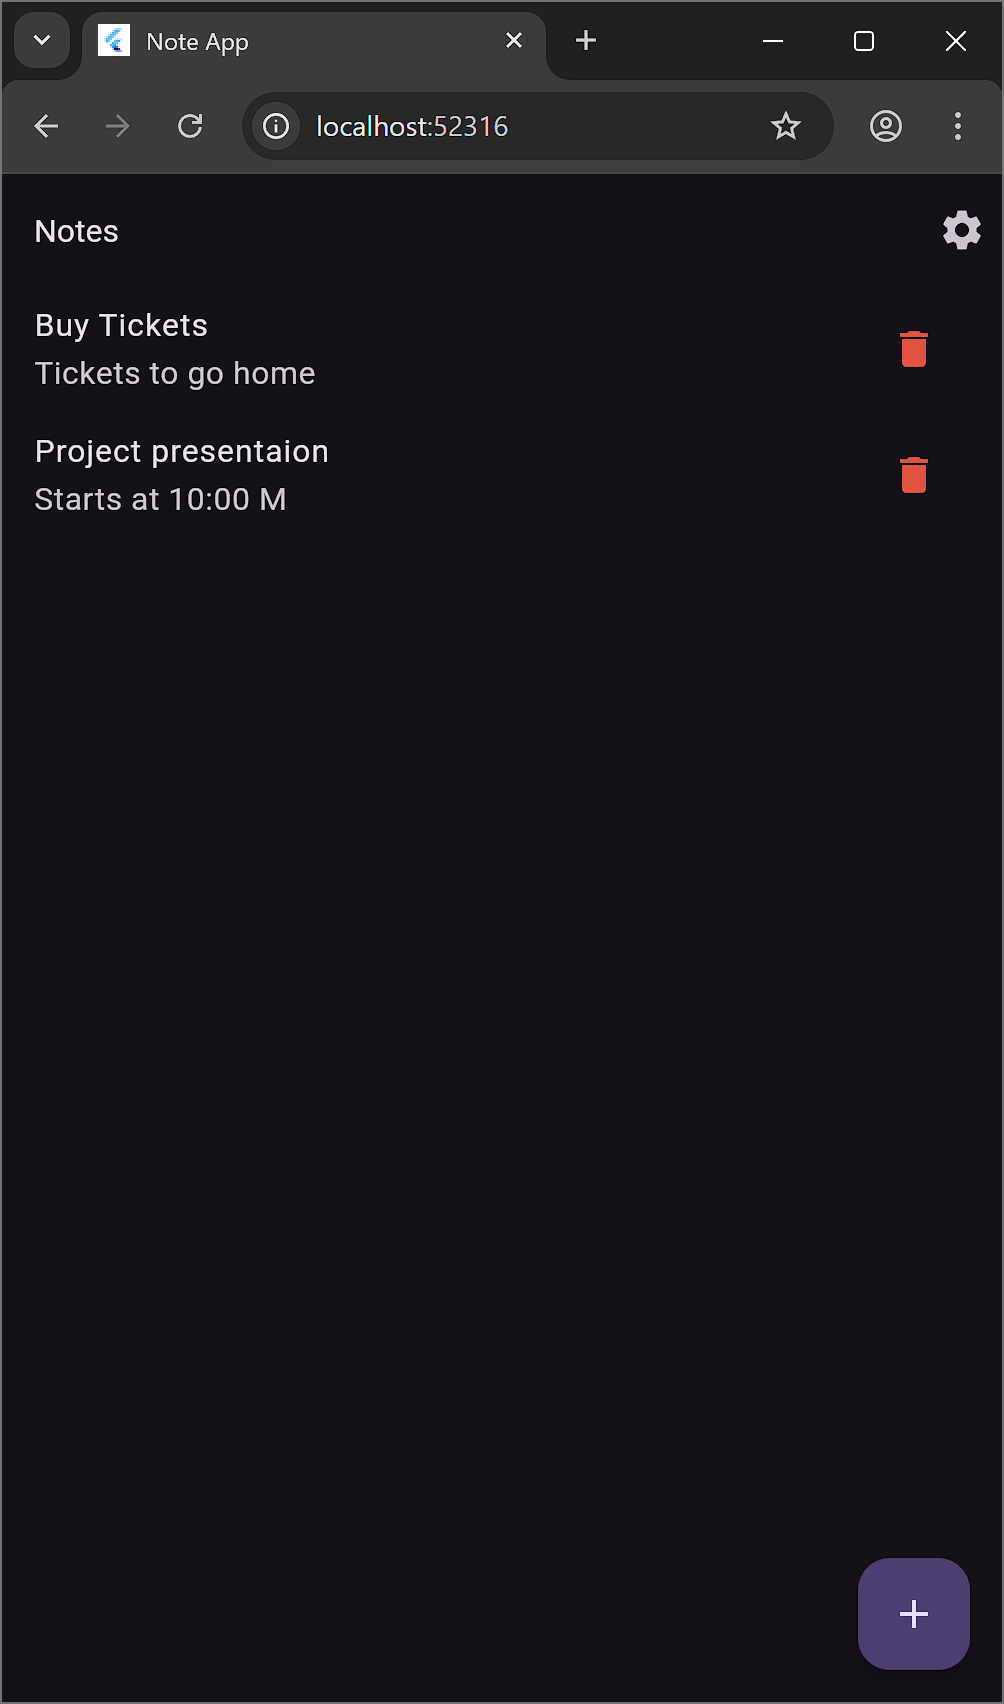 Note App
localhost:52316
Notes
Buy Tickets
Tickets to go home
Project presentaion
Starts at 10:00 M